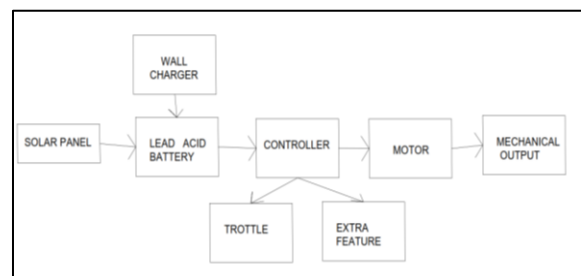 WALL
CHARGER
SOLAR PANEL
LEAD ACID
BATTERY
CONTROLLER
MOTOR
MECHANICAL
OUTPUT
TROTTLE
EXTRA
FEATURE